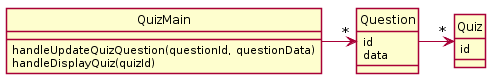 QuizMain
handleUpdateQuizQuestion(questionId, questionData)
handleDisplayQuiz(quizId)
*
Question
id
data
*
Quiz
id